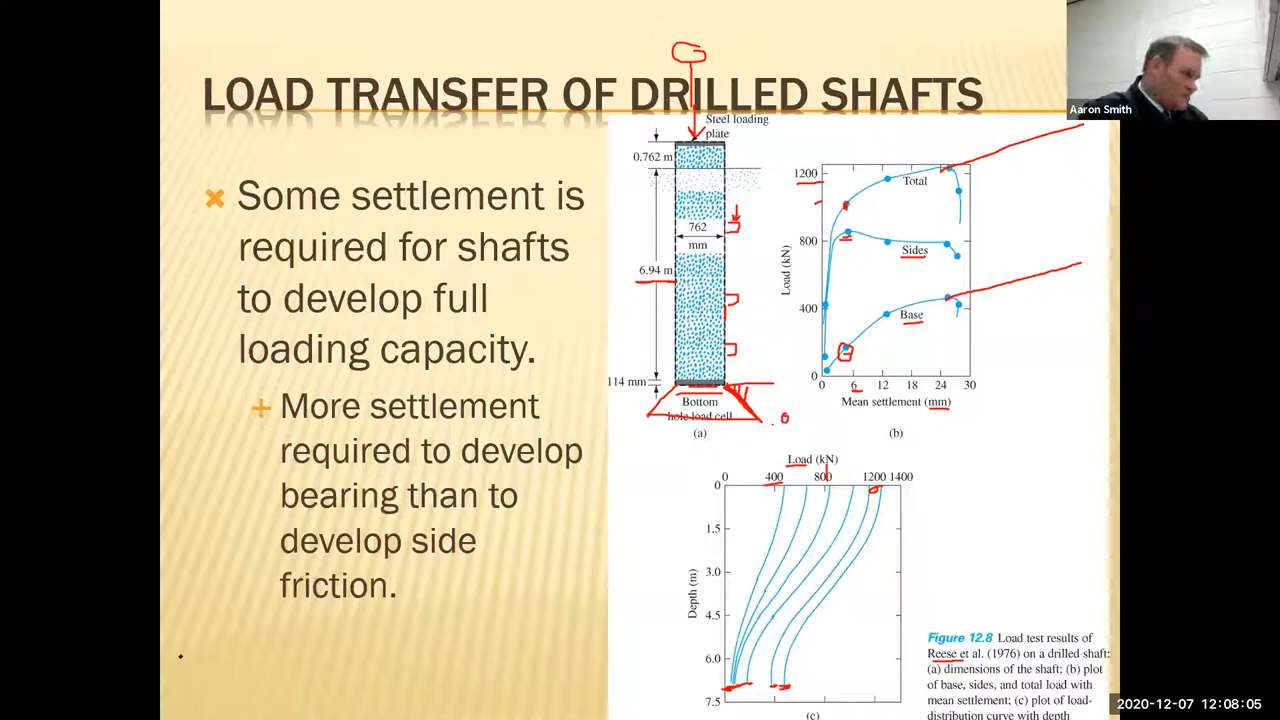 Aaron Smith
LOAD TRANSFER OF DRILLED SHAFTS
Some settlement is
required for shafts
to develop full
loading capacity.
More settlement
required to develop
bearing than to
develop side
friction.
Steel loading
plate
0.762 m
762
mm
6.94 m
114 mm
Bottom
hole load cell
(a)
1200
800
400
0
Load (kN)
Total
Sides
Base
0 6 12 18 24 30
Mean settlement (mm)
(b)
Load (kN)
0 400 800 1200 1400
0
1.5
3.0
4.5
6.0
7.5
Depth (m)
(c)
Figure 12.8 Load test results of
Reese et al. (1976) on a drilled shaft:
(a) dimensions of the shaft; (b) plot
of base, sides, and total load with
mean settlement; (c) plot of load-
distribution curve with depth
2020-12-07 12:08:05